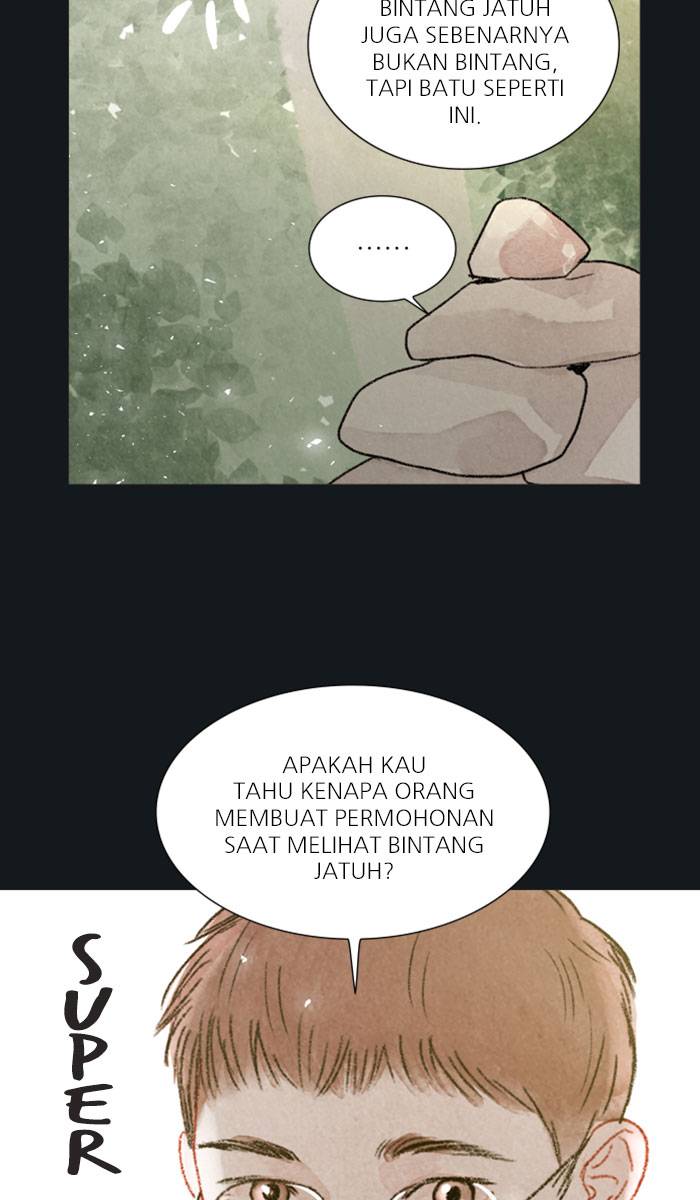 BINTANG JATUH
JUGA SEBENARNYA
BUKAN BINTANG,
TAPI BATU SEPERTI
INI.
......
APAKAH KAU
TAHU KENAPA ORANG
MEMBUAT PERMOHONAN
SAAT MELIHAT BINTANG
JATUH?
SUPER